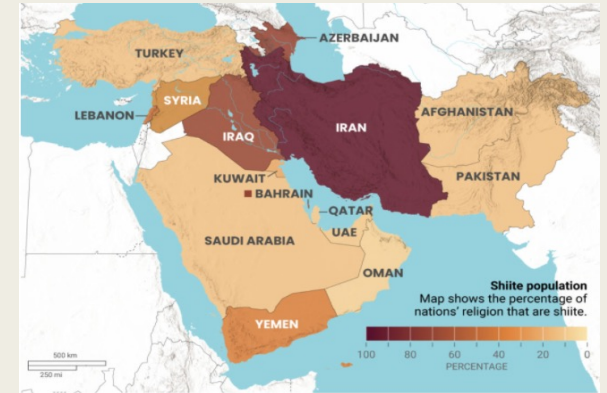 AZERBAIJAN
TURKEY
SYRIA
LEBANON
AFGHANISTAN
IRAQ
IRAN
KUWAIT
PAKISTAN
BAHRAIN
QATAR
UAE
SAUDI ARABIA
OMAN
YEMEN
Shiite population
Map shows the percentage of
nations' religion that are shiite.
100 80 60 40 20 0
PERCENTAGE
500 km
250 mi